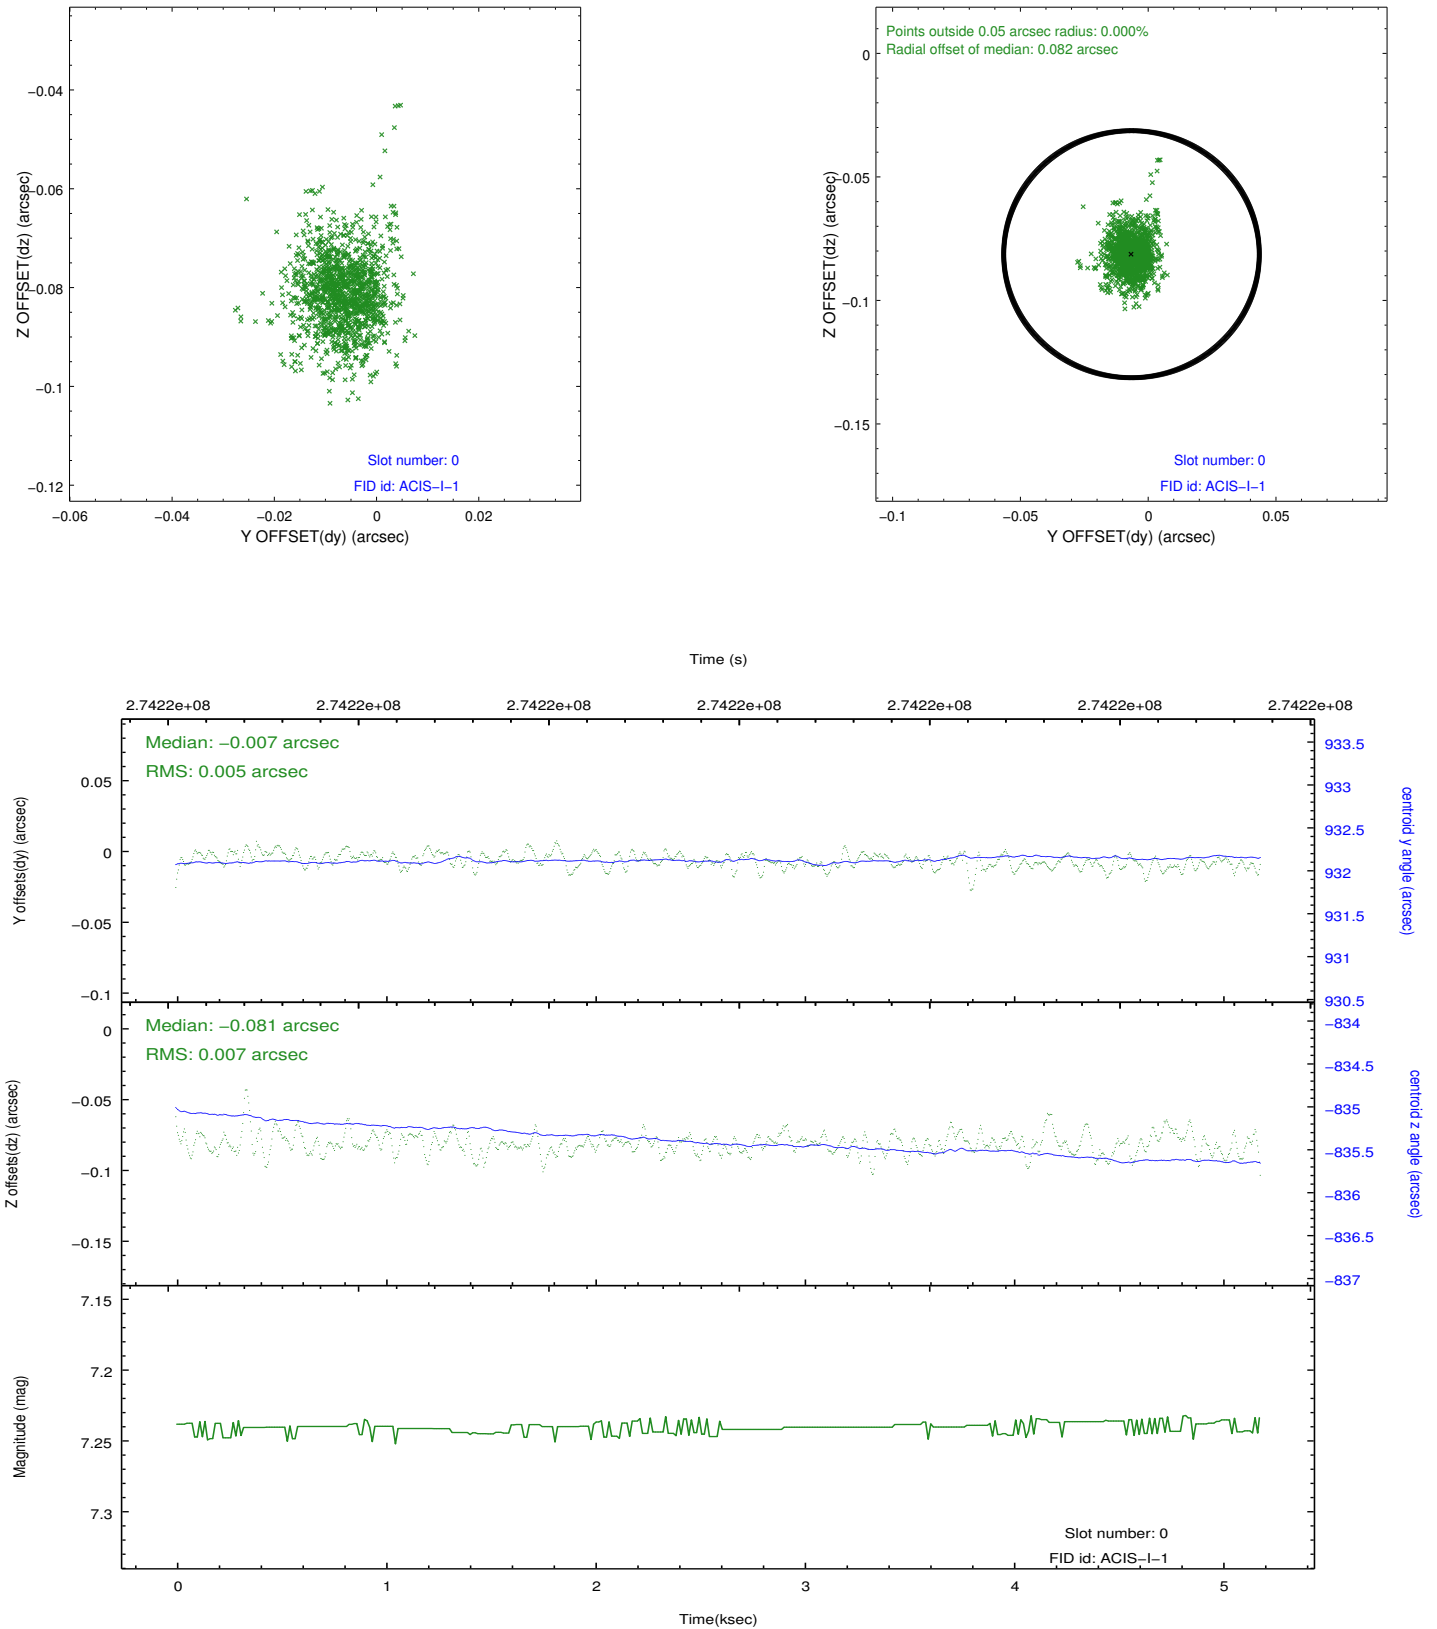 −0.04
−0.06
−0.08
−0.1
−0.12
Z OFFSET(dz) (arcsec)
Slot number: 0
FID id: ACIS−I−1
−0.06
−0.04
−0.02
0
0.02
Y OFFSET(dy) (arcsec)
Points outside 0.05 arcsec radius: 0.000%
Radial offset of median: 0.082 arcsec
0
−0.05
−0.1
−0.15
Z OFFSET(dz) (arcsec)
Slot number: 0
FID id: ACIS−I−1
−0.1
−0.05
0
0.05
Y OFFSET(dy) (arcsec)
Time (s)
2.7422e+08
2.7422e+08
2.7422e+08
2.7422e+08
2.7422e+08
2.7422e+08
2.7422e+08
Median: −0.007 arcsec
RMS: 0.005 arcsec
0.05
0
−0.05
−0.1
Y offsets(dy) (arcsec)
933.5
933
932.5
932
931.5
931
930.5
centroid y angle (arcsec)
Median: −0.081 arcsec
RMS: 0.007 arcsec
0
−0.05
−0.1
−0.15
Z offsets(dz) (arcsec)
−834
−834.5
−835
−835.5
−836
−836.5
−837
centroid z angle (arcsec)
7.15
7.2
7.25
7.3
Magnitude (mag)
Slot number: 0
FID id: ACIS−I−1
0
1
2
3
4
5
Time(ksec)